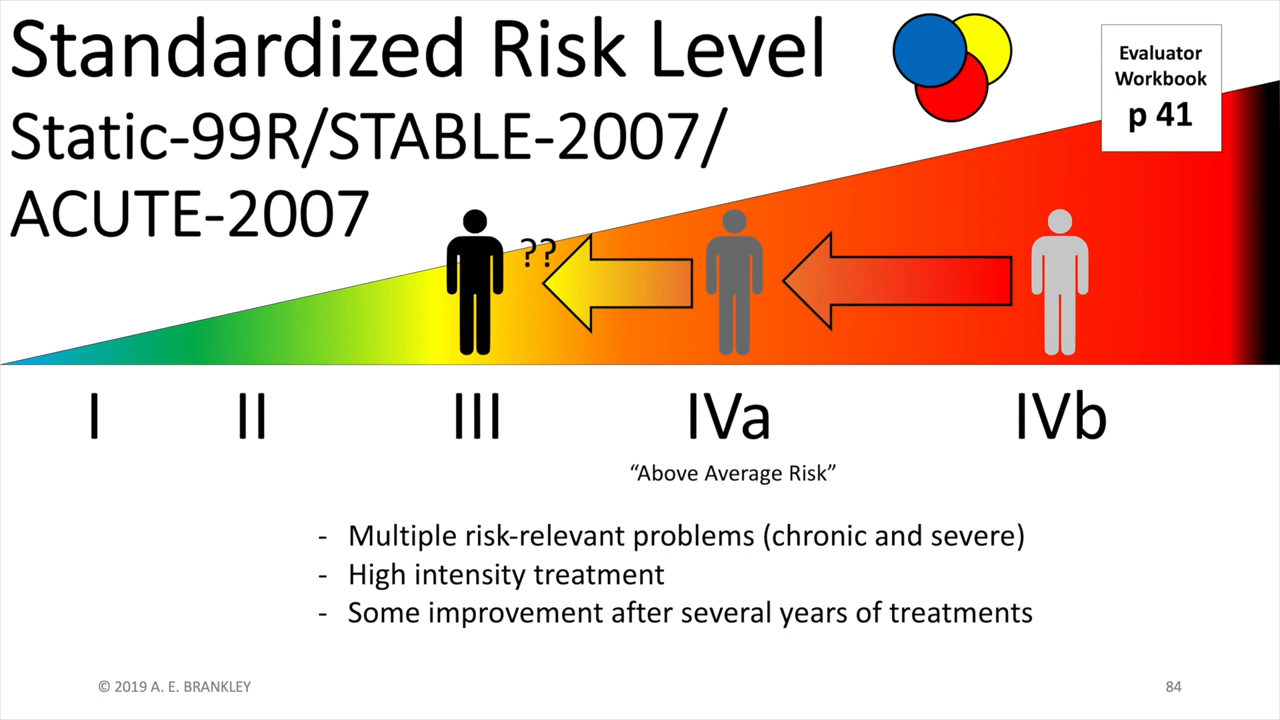 Standardized Risk Level
Static-99R/STABLE-2007/
ACUTE-2007
Evaluator
Workbook
p 41
??
I II III IVa IVb
“Above Average Risk”
- Multiple risk-relevant problems (chronic and severe)
- High intensity treatment
- Some improvement after several years of treatments
© 2019 A. E. BRANKLEY
84